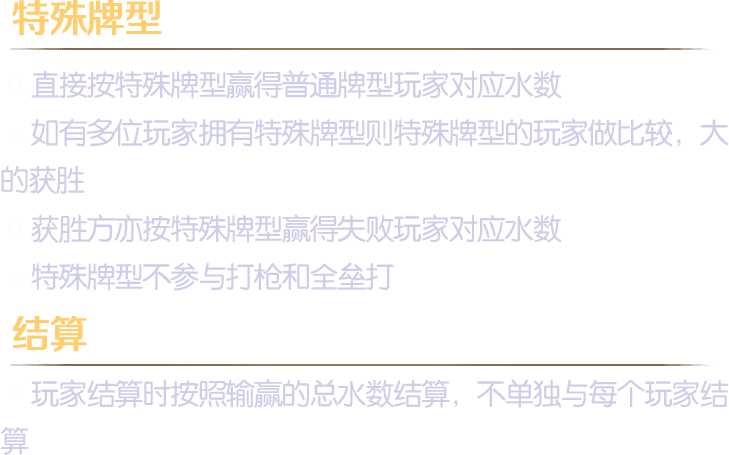 特殊牌型
直接按特殊牌型赢得普通牌型玩家对应水数
如有多位玩家拥有特殊牌型则特殊牌型的玩家做比较，大
的获胜
获胜方亦按特殊牌型赢得失败玩家对应水数
特殊牌型不参与打枪和全垒打
结算
玩家结算时按照输赢的总水数结算，不单独与每个玩家结
算